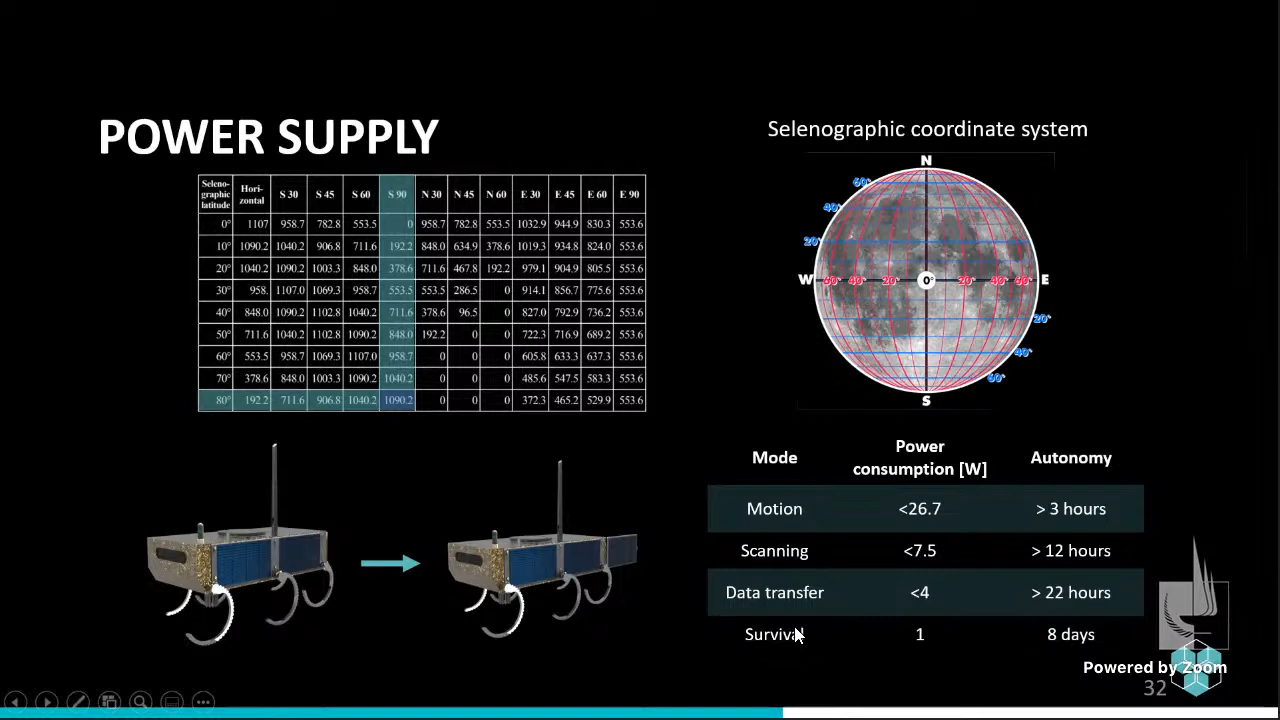 POWER SUPPLY
Seleno-
graphic
latitude Hori-
zontal S 30 S 45 S 60 S 90 N 30 N 45 N 60 E 30 E 45 E 60 E 90
0° 1107 958.7 782.8 553.5 0 958.7 782.8 553.5 1032.9 944.9 830.3 553.6
10° 1090.2 1040.2 906.8 711.6 192.2 848.0 634.9 378.6 1019.3 934.8 824.0 553.6
20° 1040.2 1090.2 1003.3 848.0 378.6 711.6 467.8 192.2 979.1 904.9 805.5 553.6
30° 958. 1107.0 1069.3 958.7 553.5 553.5 286.5 0 914.1 856.7 775.6 553.6
40° 848.0 1090.2 1102.8 1040.2 711.6 378.6 96.5 0 827.0 792.9 736.2 553.6
50° 711.6 1040.2 1102.8 1090.2 848.0 192.2 0 0 722.3 716.9 689.2 553.6
60° 553.5 958.7 1069.3 1107.0 958.7 0 0 0 605.8 633.3 637.3 553.6
70° 378.6 848.0 1003.3 1090.2 1040.2 0 0 0 485.6 547.5 583.3 553.6
80° 192.2 711.6 906.8 1040.2 1090.2 0 0 0 372.3 465.2 529.9 553.6
Selenographic coordinate system
N
60°
40°
20°
W 60° 40° 20° 0° 20° 40° 60° E
20°
40°
60°
S
Mode Power
consumption [W] Autonomy
Motion <26.7 > 3 hours
Scanning <7.5 > 12 hours
Data transfer <4 > 22 hours
Survival 1 8 days
Powered by Zoom
32